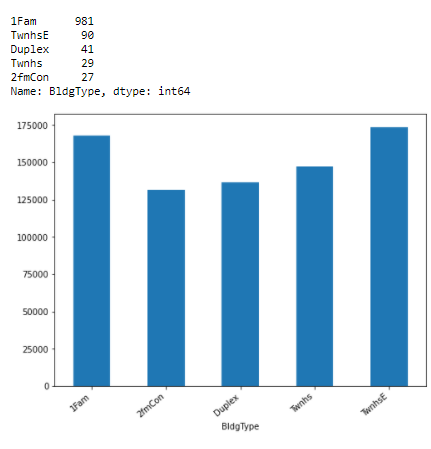 1Fam 981
TwnhsE 90
Duplex 41
Twnhs 29
2fmCon 27
Name: BldgType, dtype: int64
175000
150000
125000
100000
75000
50000
25000
0
1Fam 2fmCon Duplex Twnhs TwnhsE
BldgType